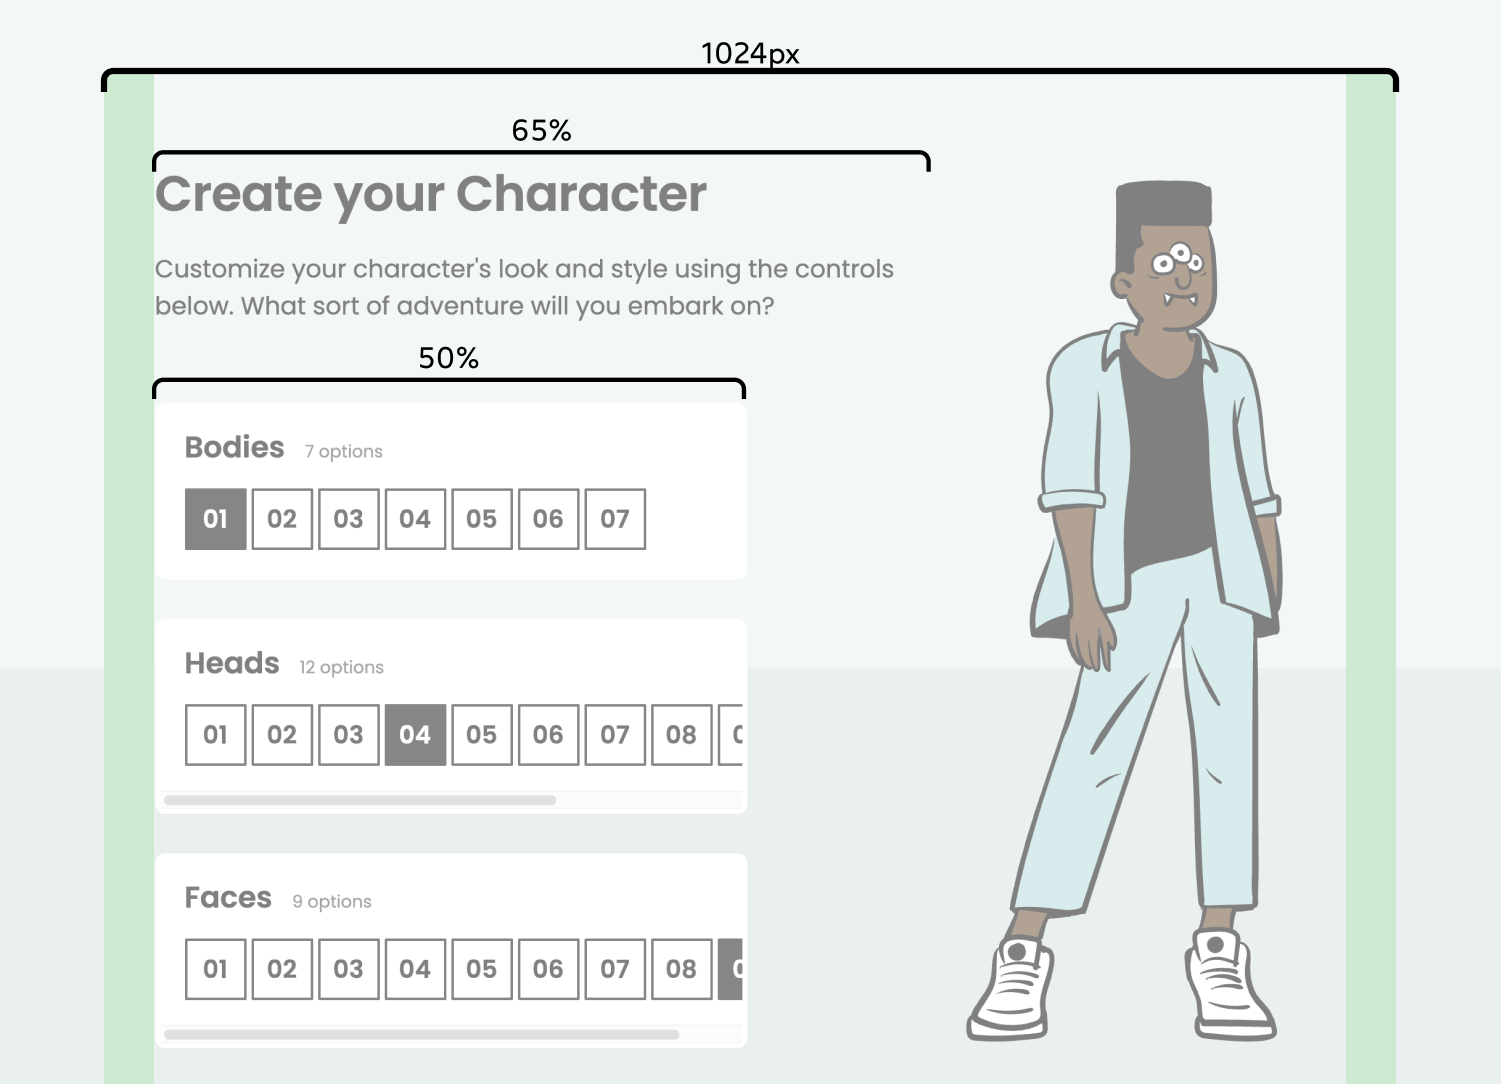 1024px
65%
Create your Character
Customize your character's look and style using the controls
below. What sort of adventure will you embark on?
50%
Bodies 7 options
01 02 03 04 05 06 07
Heads 12 options
01 02 03 04 05 06 07 08
Faces 9 options
01 02 03 04 05 06 07 08